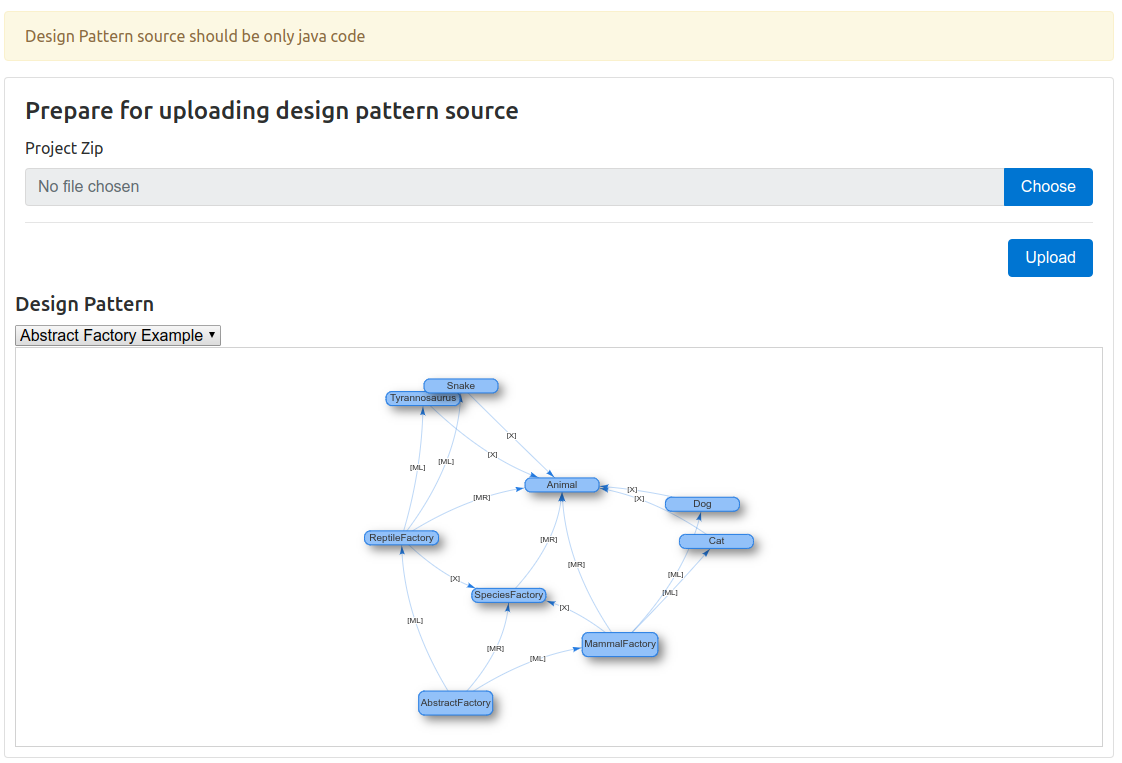 Design Pattern source should be only java code
Prepare for uploading design pattern source
Project Zip
No file chosen
Choose
Upload
Design Pattern
Abstract Factory Example
Snake
Tyrannosaurus
[X]
[X]
[ML]
[ML]
Animal
[X]
[MR]
[X]
Dog
ReptileFactory
[MR]
Cat
[MR]
[ML]
[X]
[ML]
SpeciesFactory
[X]
[ML]
MammalFactory
[MR]
[ML]
AbstractFactory